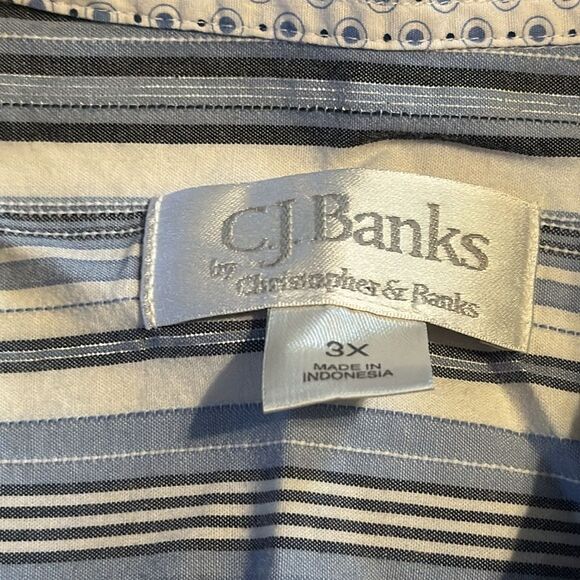 C.J. Banks
by Christopher & Banks
3X
MADE IN
INDONESIA